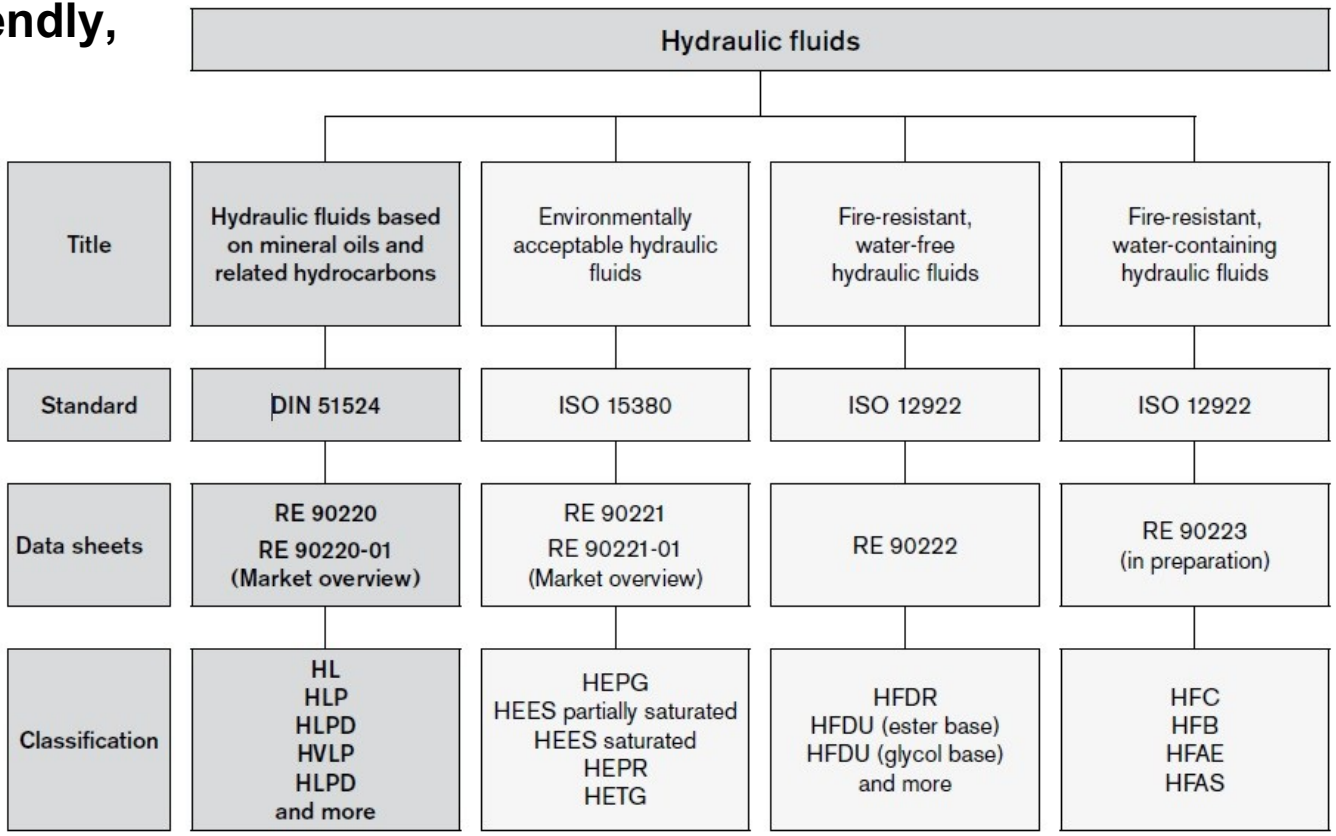 endly,
Hydraulic fluids
Title
Hydraulic fluids based
on mineral oils and
related hydrocarbons
Environmentally
acceptable hydraulic
fluids
Fire-resistant,
water-free
hydraulic fluids
Fire-resistant,
water-containing
hydraulic fluids
Standard
DIN 51524
ISO 15380
ISO 12922
ISO 12922
Data sheets
RE 90220
RE 90220-01
(Market overview)
RE 90221
RE 90221-01
(Market overview)
RE 90222
RE 90223
(in preparation)
Classification
HL
HLP
HLPD
HVLP
HLPD
and more
HEPG
HEES partially saturated
HEES saturated
HEPR
HETG
HFDR
HFDU (ester base)
HFDU (glycol base)
and more
HFC
HFB
HFAE
HFAS